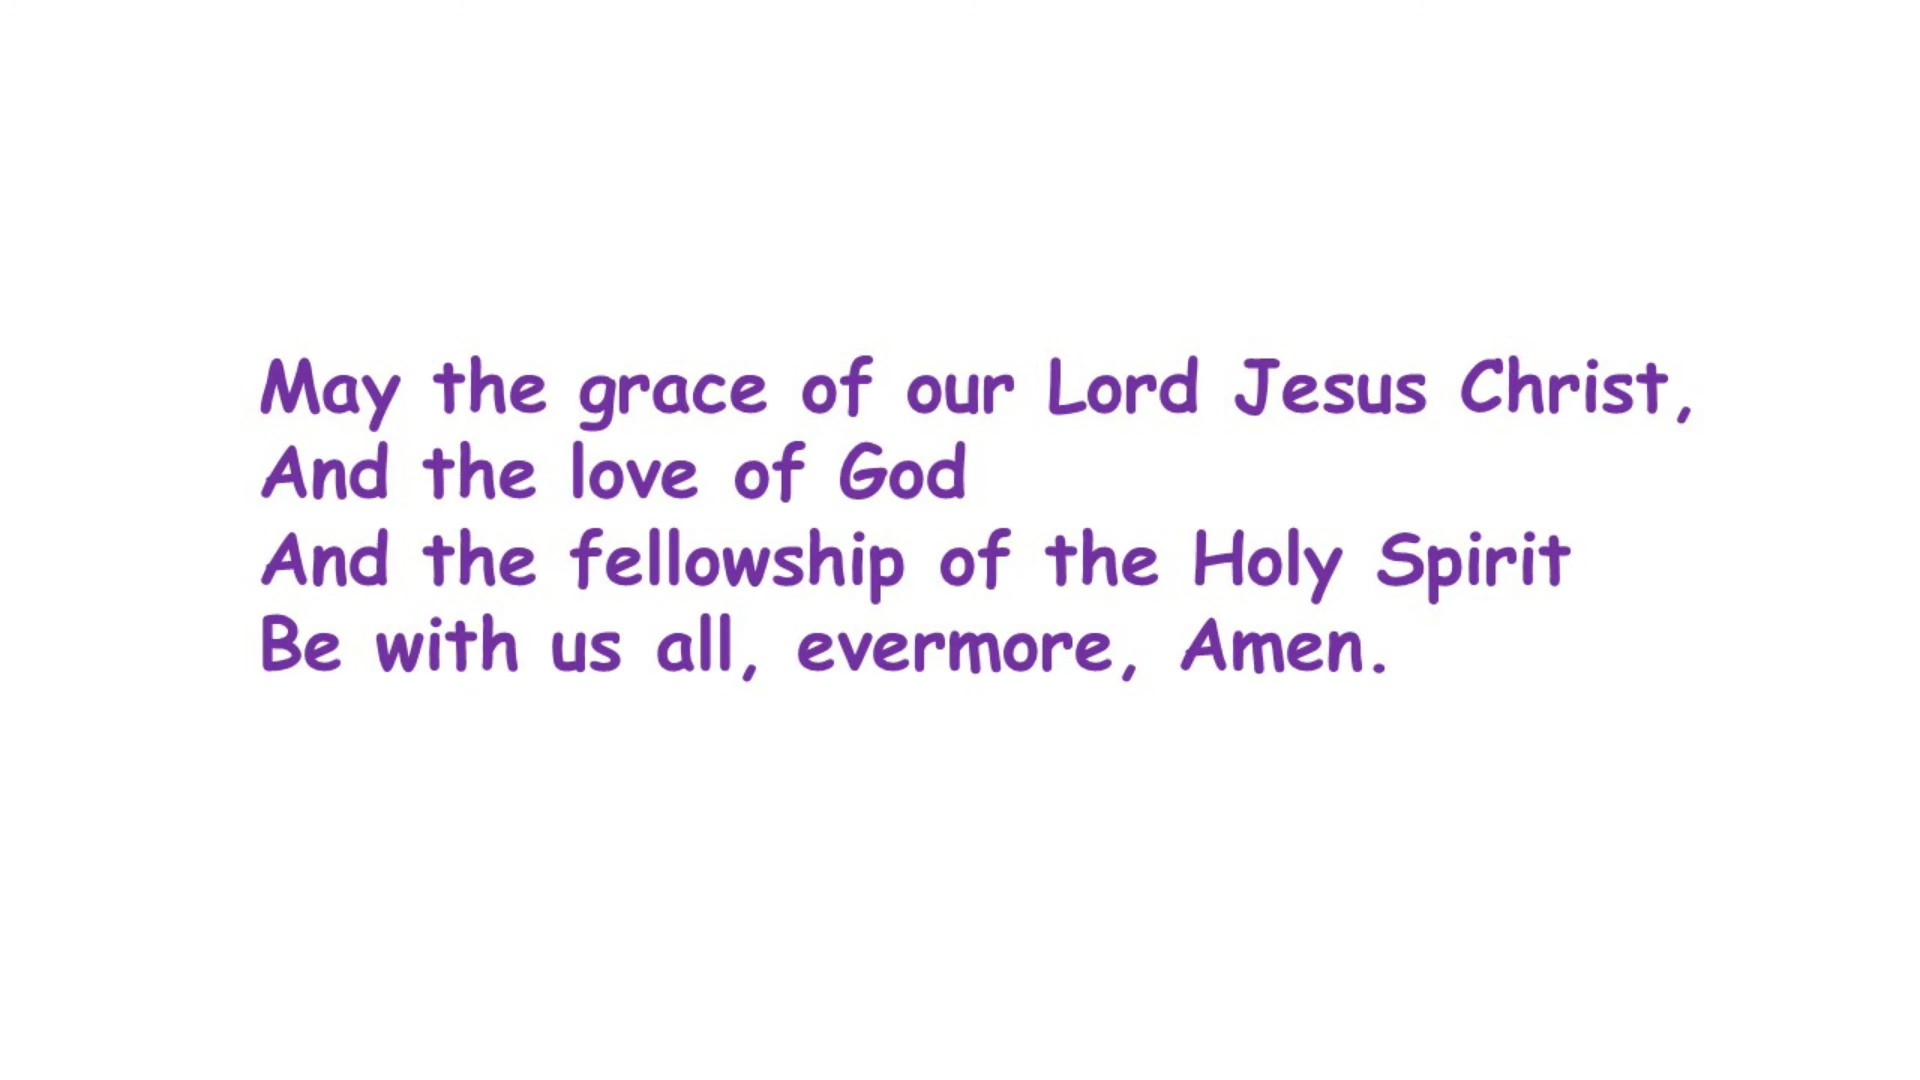 May the grace of our Lord Jesus Christ,
And the love of God
And the fellowship of the Holy Spirit
Be with us all, evermore, Amen.